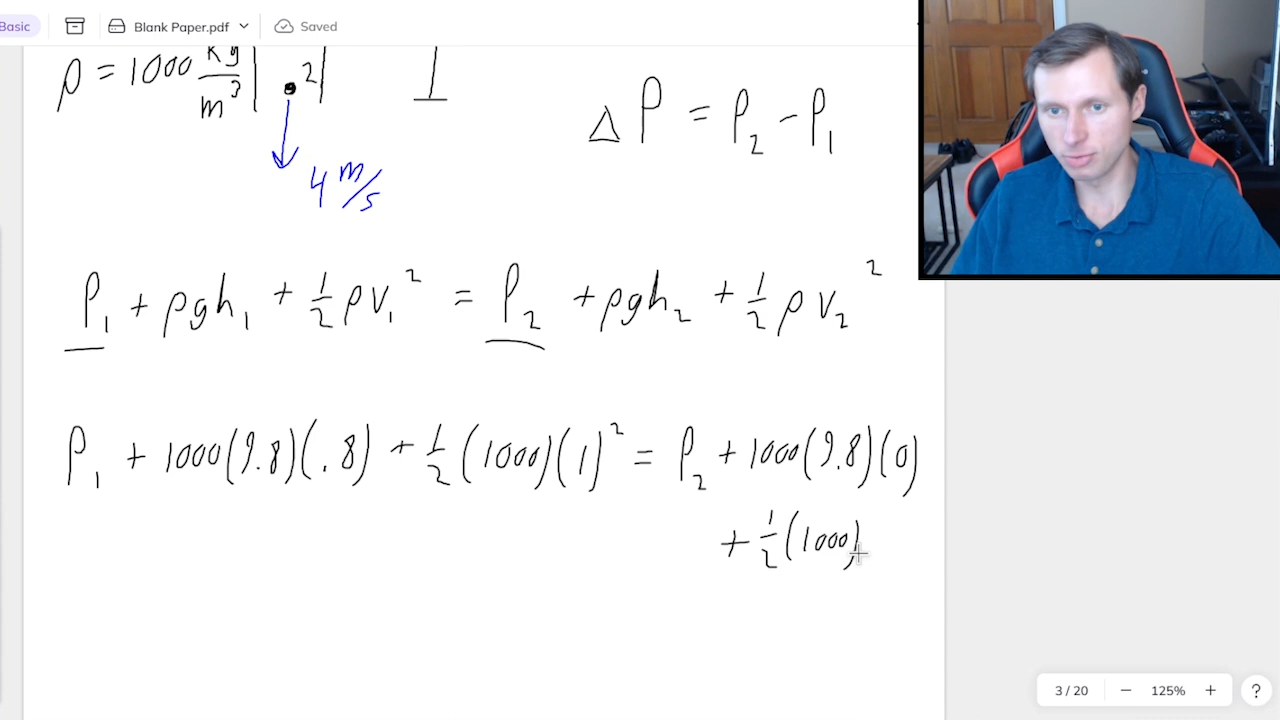 Basic Blank Paper.pdf Saved
ρ = 1000 kg/m³ 2
ΔP = P₂ - P₁
4 m/s
P₁ + ρgh₁ + ½ρv₁² = P₂ + ρgh₂ + ½ρv₂²
P₁ + 1000(9.8)(.8) + ½(1000)(1)² = P₂ + 1000(9.8)(0)
+ ½(1000)
3 / 20 125% ?